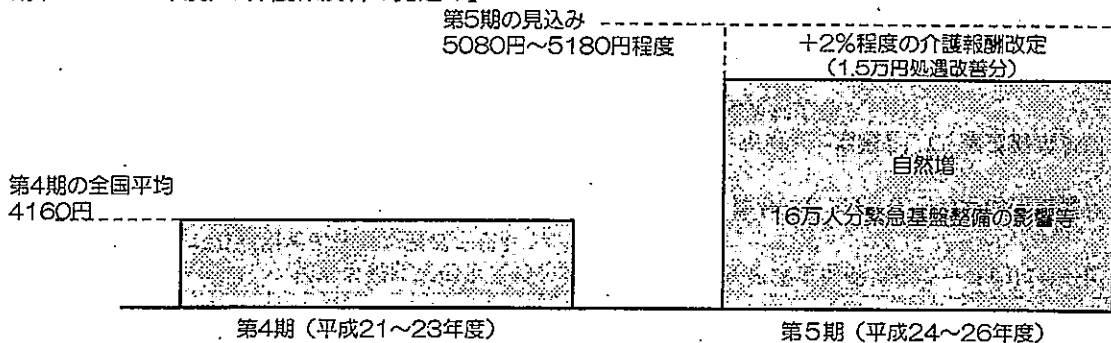 第5期の見込み
5080円～5180円程度
+2%程度の介護報酬改定
(1.5万円処遇改善分)
自然増
16万人分緊急基盤整備の影響等
第4期の全国平均
4160円
第4期（平成21～23年度）
第5期（平成24～26年度）